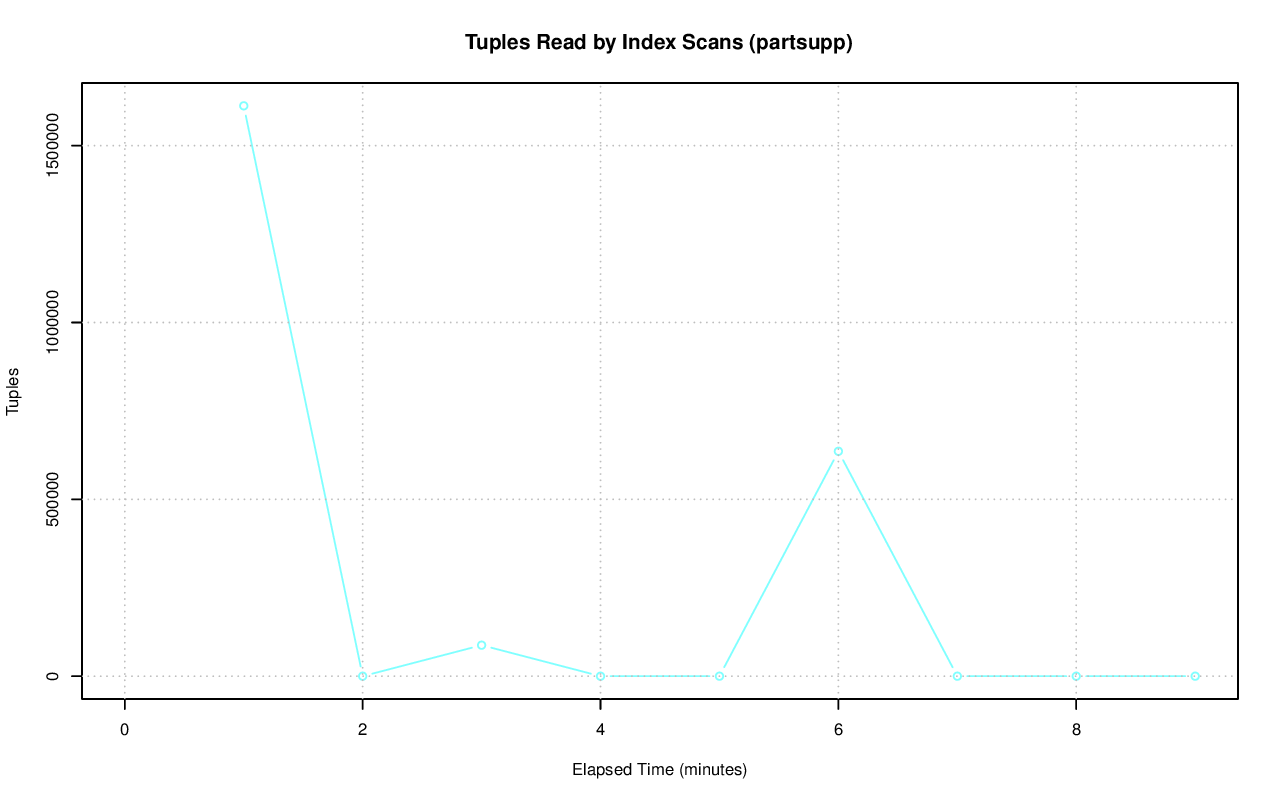 Tuples Read by Index Scans (partsupp)
Tuples
1500000
1000000
500000
0
0 2 4 6 8
Elapsed Time (minutes)